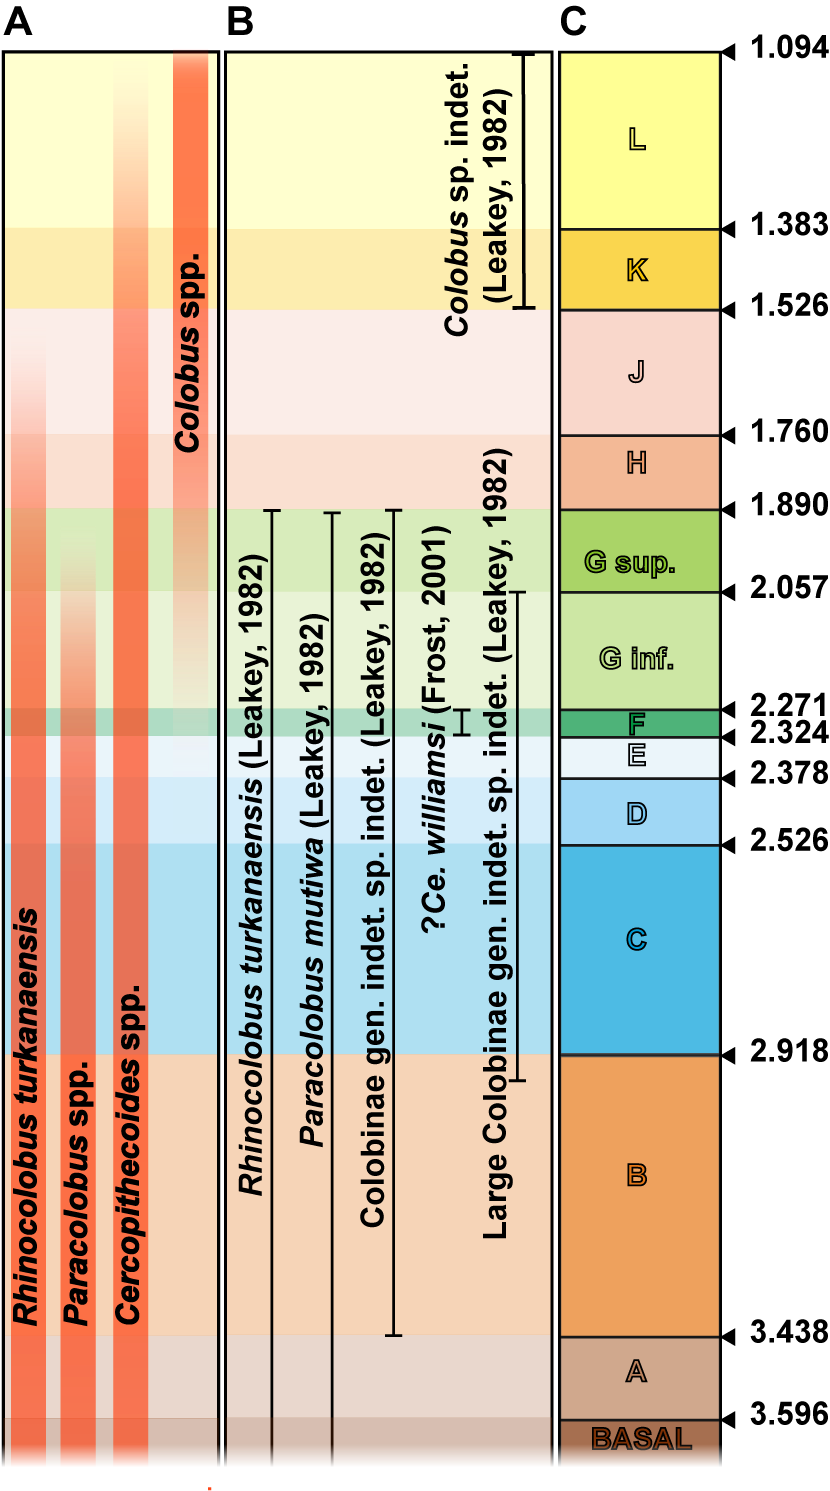 A
B
C
Rhinocolobus turkanaensis
Paracolobus spp.
Cercopithecoides spp.
Colobus spp.
Rhinocolobus turkanaensis (Leakey, 1982)
Paracolobus mutiwa (Leakey, 1982)
Colobinae gen. indet. sp. indet. (Leakey, 1982)
?Ce. williamsi (Frost, 2001)
Large Colobinae gen. indet. sp. indet. (Leakey, 1982)
Colobus sp. indet.
(Leakey, 1982)
1.094
L
1.383
K
1.526
J
1.760
H
1.890
G sup.
2.057
G inf.
2.271
F
2.324
E
2.378
D
2.526
C
2.918
B
3.438
A
3.596
BASAL